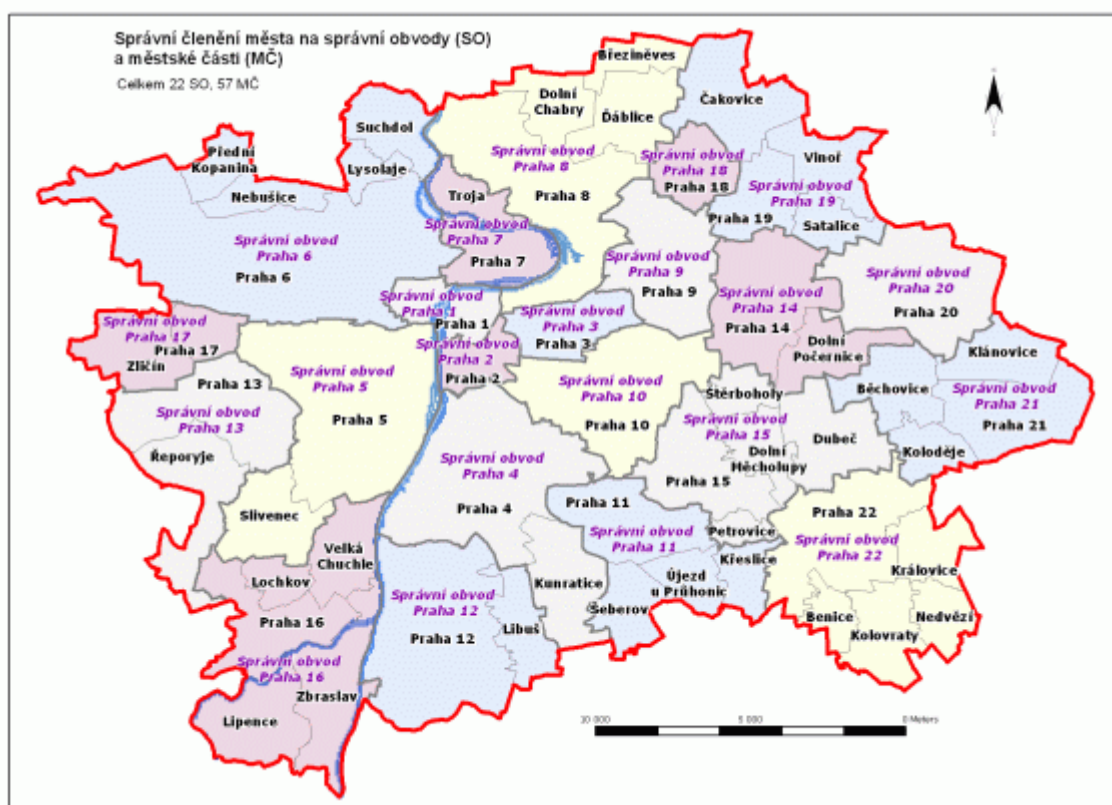 Správní členění města na správní obvody (SO)
a městské části (MČ)
Celkem 22 SO, 57 MČ
Březiněves
Dolní
Chabry
Ďáblice
Čakovice
Suchdol
Přední
Kopanina
Lysolaje
Nebušice
Správní obvod
Praha 8
Praha 8
Správní obvod
Praha 18
Praha 18
Vinoř
Správní obvod
Praha 19
Praha 19
Satalice
Troja
Správní obvod
Praha 7
Praha 7
Správní obvod
Praha 6
Praha 6
Správní obvod
Praha 9
Praha 9
Správní obvod
Praha 20
Praha 20
Správní obvod
Praha 14
Praha 14
Dolní
Počernice
Správní obvod
Praha 1
Praha 1
Správní obvod
Praha 3
Praha 3
Správní obvod
Praha 2
Praha 2
Správní obvod
Praha 17
Praha 17
Zličín
Správní obvod
Praha 5
Praha 5
Praha 13
Správní obvod
Praha 13
Řeporyje
Správní obvod
Praha 10
Praha 10
Klánovice
Běchovice
Správní obvod
Praha 21
Praha 21
Koloděje
Štěrboholy
Správní obvod
Praha 15
Dolní
Měcholupy
Dubeč
Praha 15
Petrovice
Správní obvod
Praha 4
Praha 4
Kunratice
Praha 11
Správní obvod
Praha 11
Křeslice
Újezd
u Průhonic
Šeberov
Praha 22
Správní obvod
Praha 22
Královice
Benice
Kolovraty
Nedvězí
Slivenec
Velká
Chuchle
Lochkov
Praha 16
Správní obvod
Praha 16
Zbraslav
Lipence
Správní obvod
Praha 12
Praha 12
Libuš
10 000
5 000
0 Meters